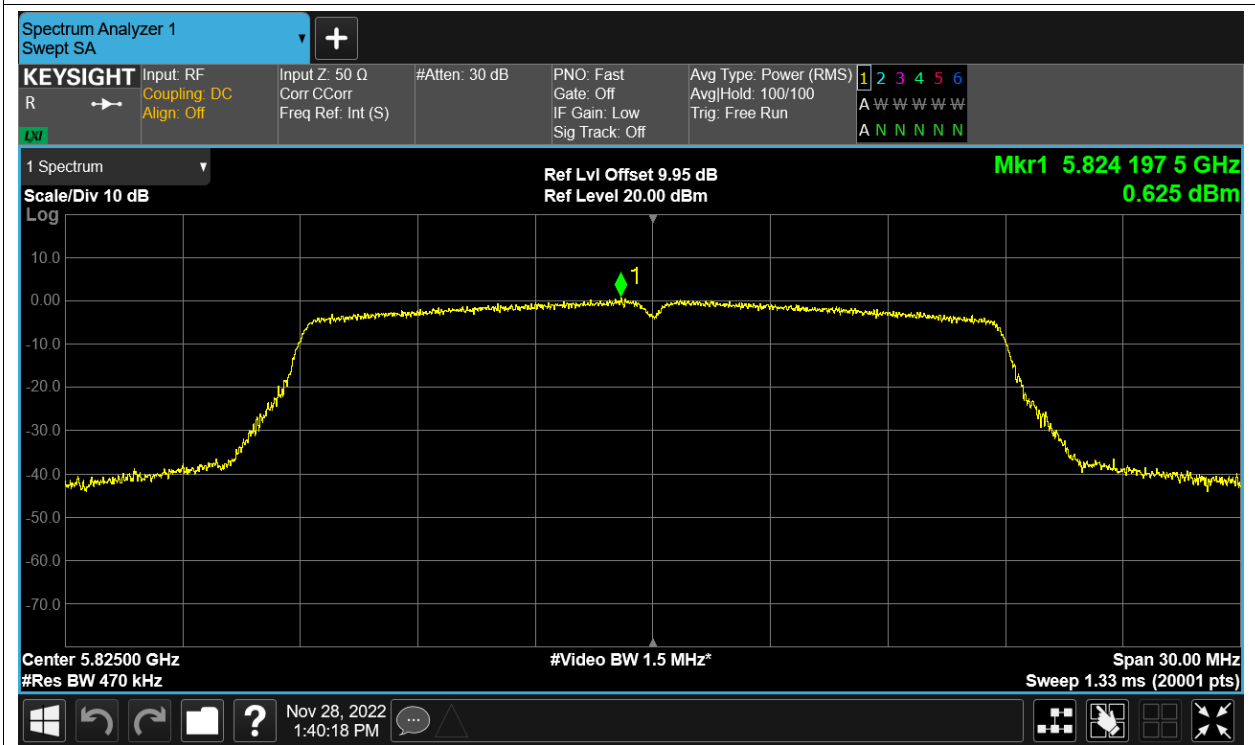 Spectrum Analyzer 1
Swept SA
+
KEYSIGHT
R
LXI
Input: RF
Coupling: DC
Align: Off
Input Z: 50 Ω
Corr CCorr
Freq Ref: Int (S)
#Atten: 30 dB
PNO: Fast
Gate: Off
IF Gain: Low
Sig Track: Off
Avg Type: Power (RMS)
Avg|Hold: 100/100
Trig: Free Run
1 2 3 4 5 6
A W W W W W
A N N N N N
1 Spectrum
Scale/Div 10 dB
Log
Ref Lvl Offset 9.95 dB
Ref Level 20.00 dBm
Mkr1 5.824 197 5 GHz
0.625 dBm
1
10.0
0.00
-10.0
-20.0
-30.0
-40.0
-50.0
-60.0
-70.0
Center 5.82500 GHz
#Res BW 470 kHz
#Video BW 1.5 MHz*
Span 30.00 MHz
Sweep 1.33 ms (20001 pts)
?
Nov 28, 2022
1:40:18 PM